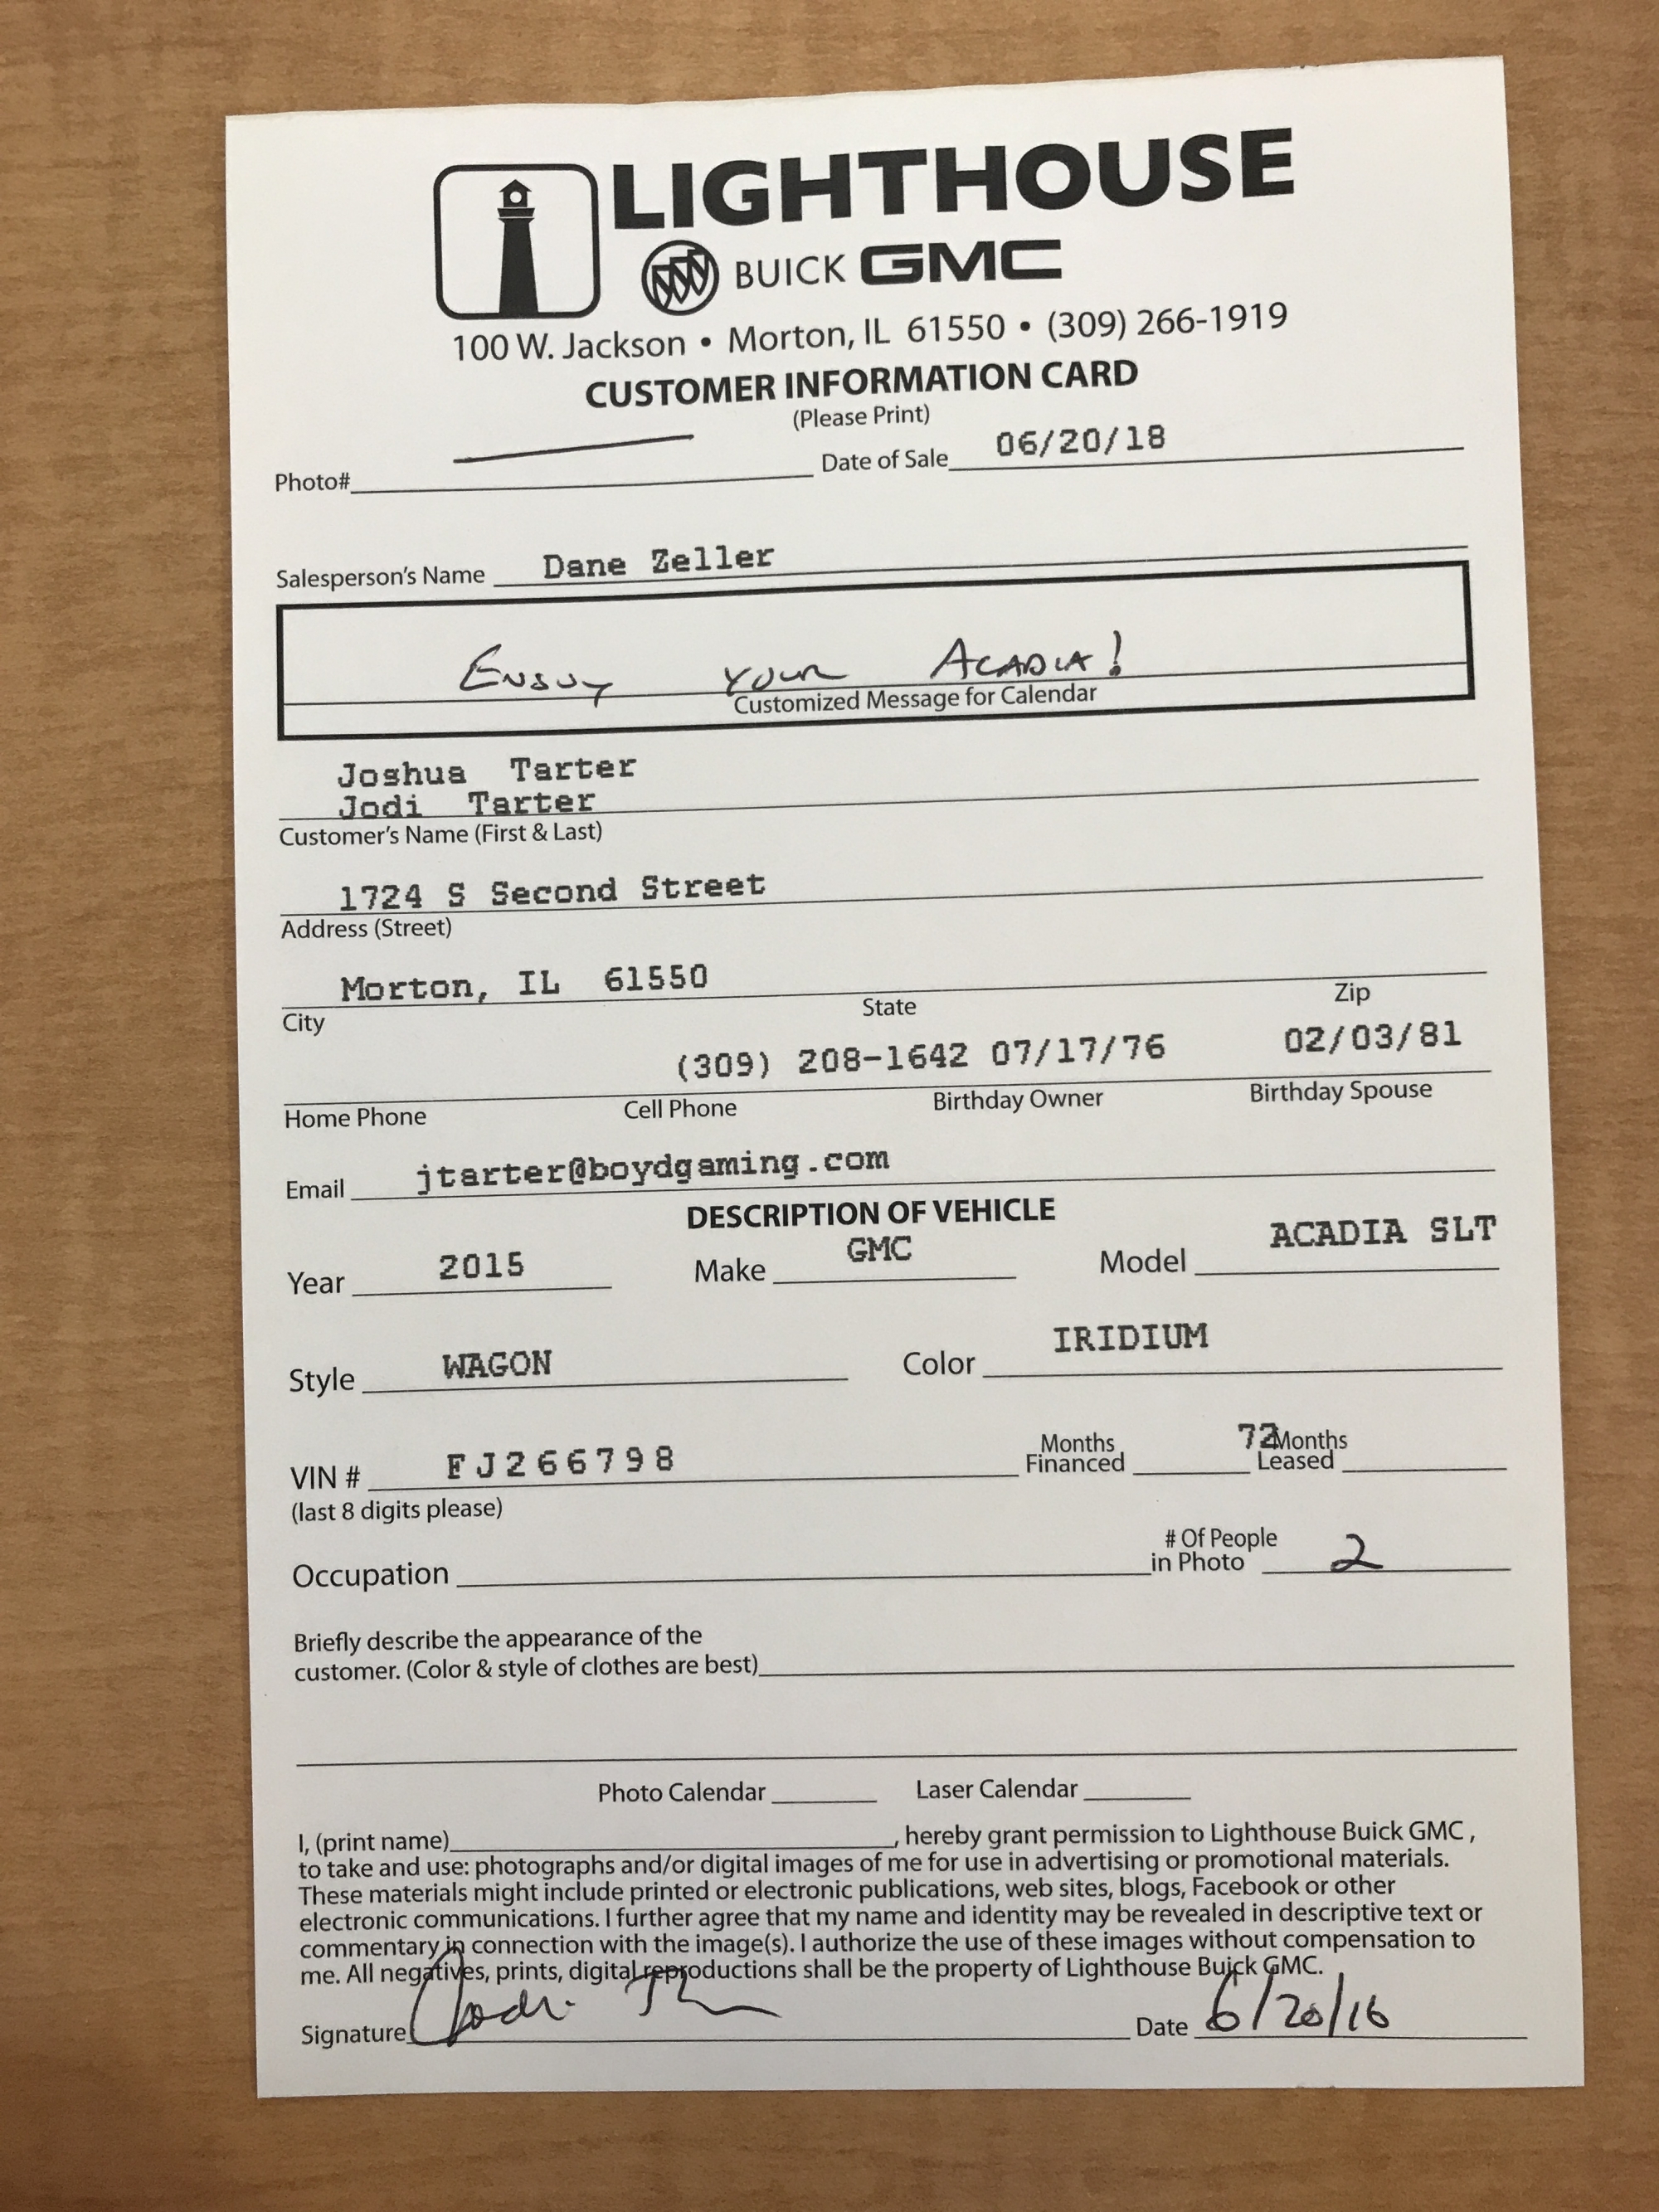 LIGHTHOUSE
BUICK GMC
100 W. Jackson • Morton, IL 61550 • (309) 266-1919
CUSTOMER INFORMATION CARD
(Please Print)
Photo# Date of Sale 06/20/18
Salesperson's Name Dane Zeller
Enjoy your Acadia!
Customized Message for Calendar
Joshua Tarter
Jodi Tarter
Customer's Name (First & Last)
1724 S Second Street
Address (Street)
Morton, IL 61550
City State Zip
(309) 208-1642 07/17/76 02/03/81
Home Phone Cell Phone Birthday Owner Birthday Spouse
Email jtarter@boydgaming.com
DESCRIPTION OF VEHICLE
Year 2015 Make GMC Model ACADIA SLT
Style WAGON Color IRIDIUM
VIN # FJ266798 Months Financed 72 Months Leased
(last 8 digits please)
Occupation # Of People in Photo 2
Briefly describe the appearance of the
customer. (Color & style of clothes are best)
Photo Calendar Laser Calendar
I, (print name) , hereby grant permission to Lighthouse Buick GMC ,
to take and use: photographs and/or digital images of me for use in advertising or promotional materials.
These materials might include printed or electronic publications, web sites, blogs, Facebook or other
electronic communications. I further agree that my name and identity may be revealed in descriptive text or
commentary in connection with the image(s). I authorize the use of these images without compensation to
me. All negatives, prints, digital reproductions shall be the property of Lighthouse Buick GMC.
Signature Jodi Date 6/20/16